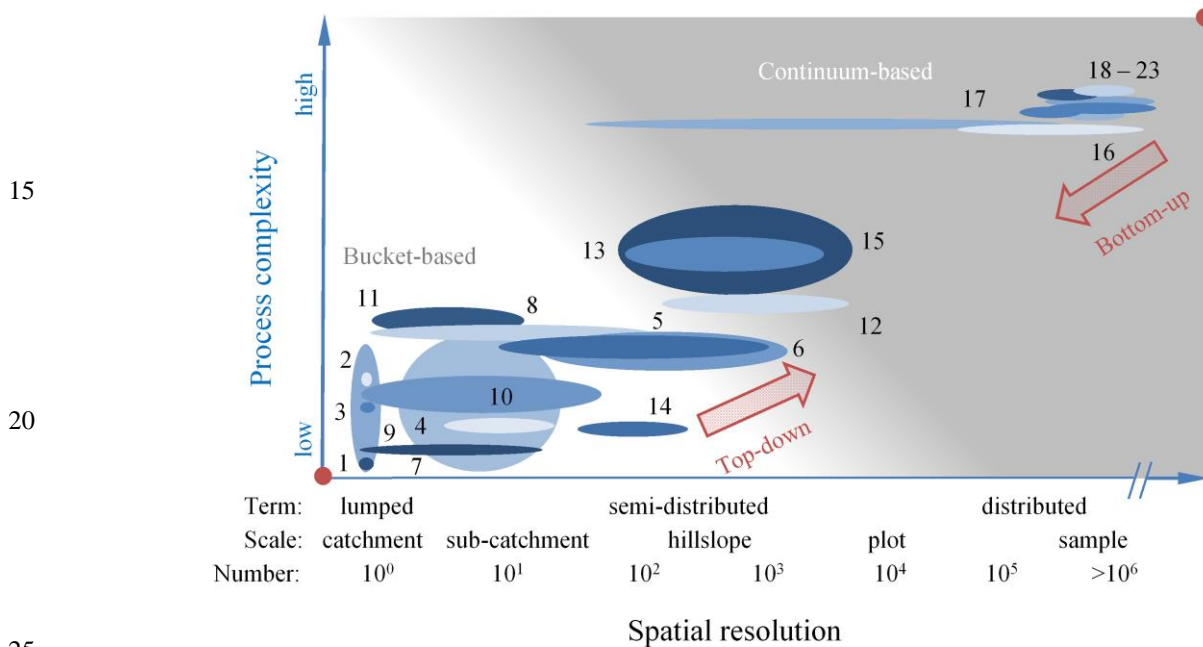 Continuum-based
18 – 23
17
high
16
15
Bottom-up
Process complexity
13
15
Bucket-based
11
8
5
12
2
6
10
3
14
20
9
4
low
Top-down
1
7
Term: lumped semi-distributed distributed
Scale: catchment sub-catchment hillslope plot sample
Number: 10⁰ 10¹ 10² 10³ 10⁴ 10⁵ >10⁶
Spatial resolution